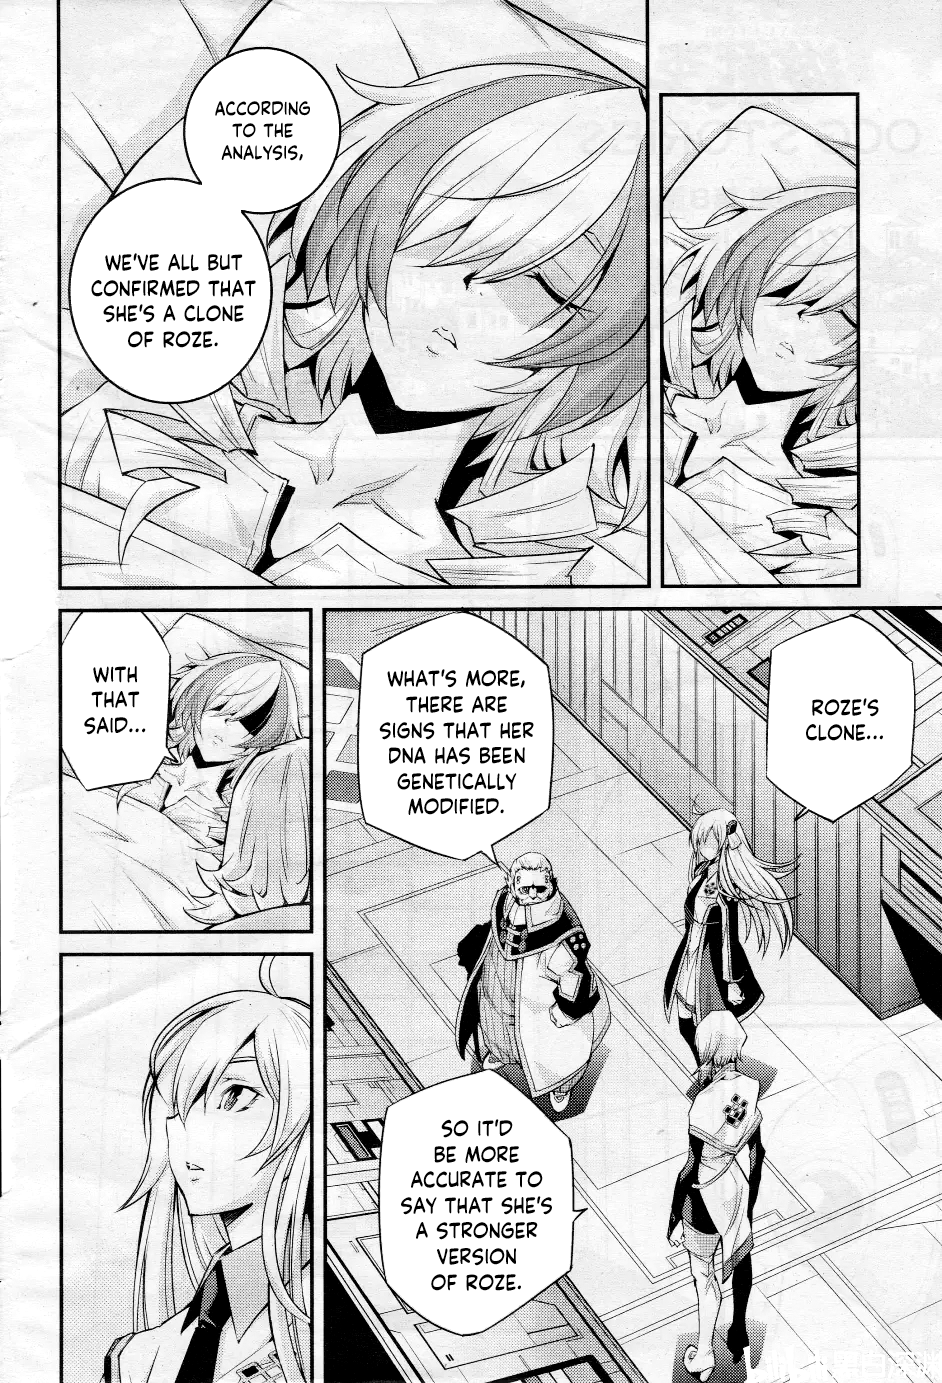 ACCORDING
TO THE
ANALYSIS,
WE'VE ALL BUT
CONFIRMED THAT
SHE'S A CLONE
OF ROZE.
ROZE'S
CLONE...
WHAT'S MORE,
THERE ARE
SIGNS THAT HER
DNA HAS BEEN
GENETICALLY
MODIFIED.
WITH
THAT
SAID...
SO IT'D
BE MORE
ACCURATE TO
SAY THAT SHE'S
A STRONGER
VERSION
OF ROZE.